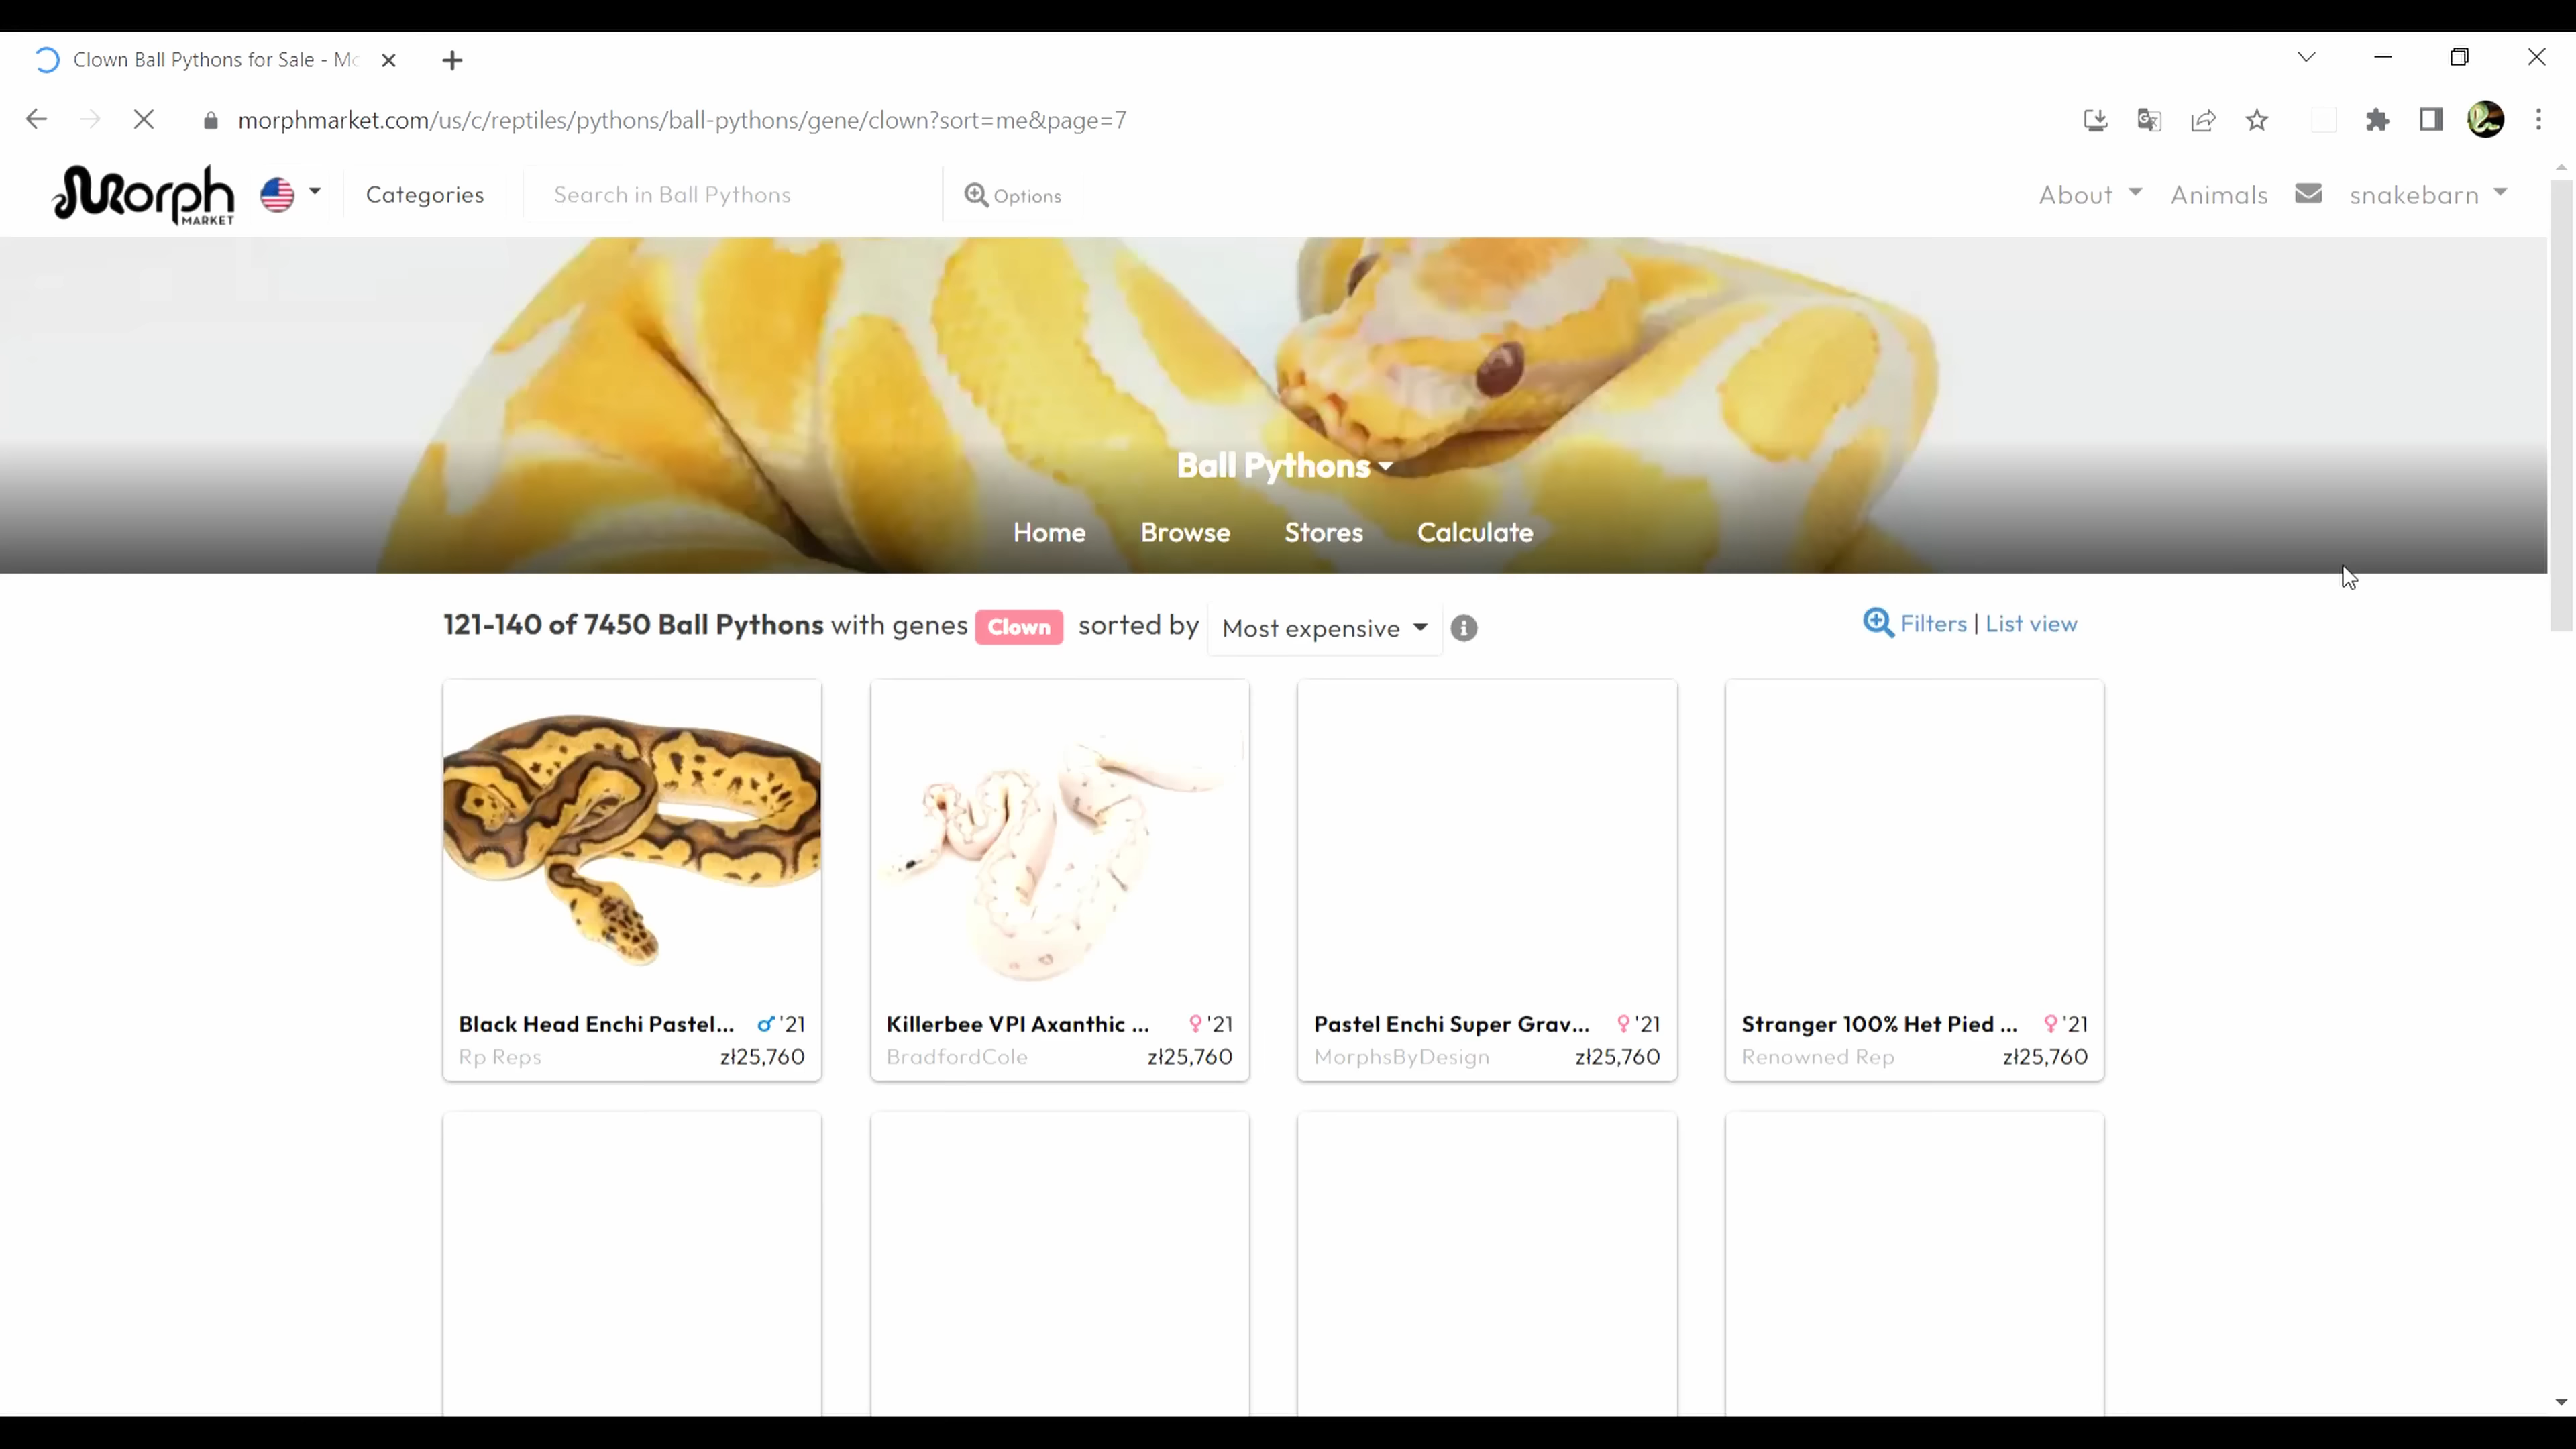 Clown Ball Pythons for Sale - Mo
morphmarket.com/us/c/reptiles/pythons/ball-pythons/gene/clown?sort=me&page=7
Morph MARKET
Categories
Search in Ball Pythons
Options
About
Animals
snakebarn
Ball Pythons
Home Browse Stores Calculate
121-140 of 7450 Ball Pythons with genes Clown sorted by Most expensive
Filters | List view
Black Head Enchi Pastel... ♂ '21
Rp Reps zł25,760
Killerbee VPI Axanthic ... ♀ '21
BradfordCole zł25,760
Pastel Enchi Super Grav... ♀ '21
MorphsByDesign zł25,760
Stranger 100% Het Pied ... ♀ '21
Renowned Rep zł25,760